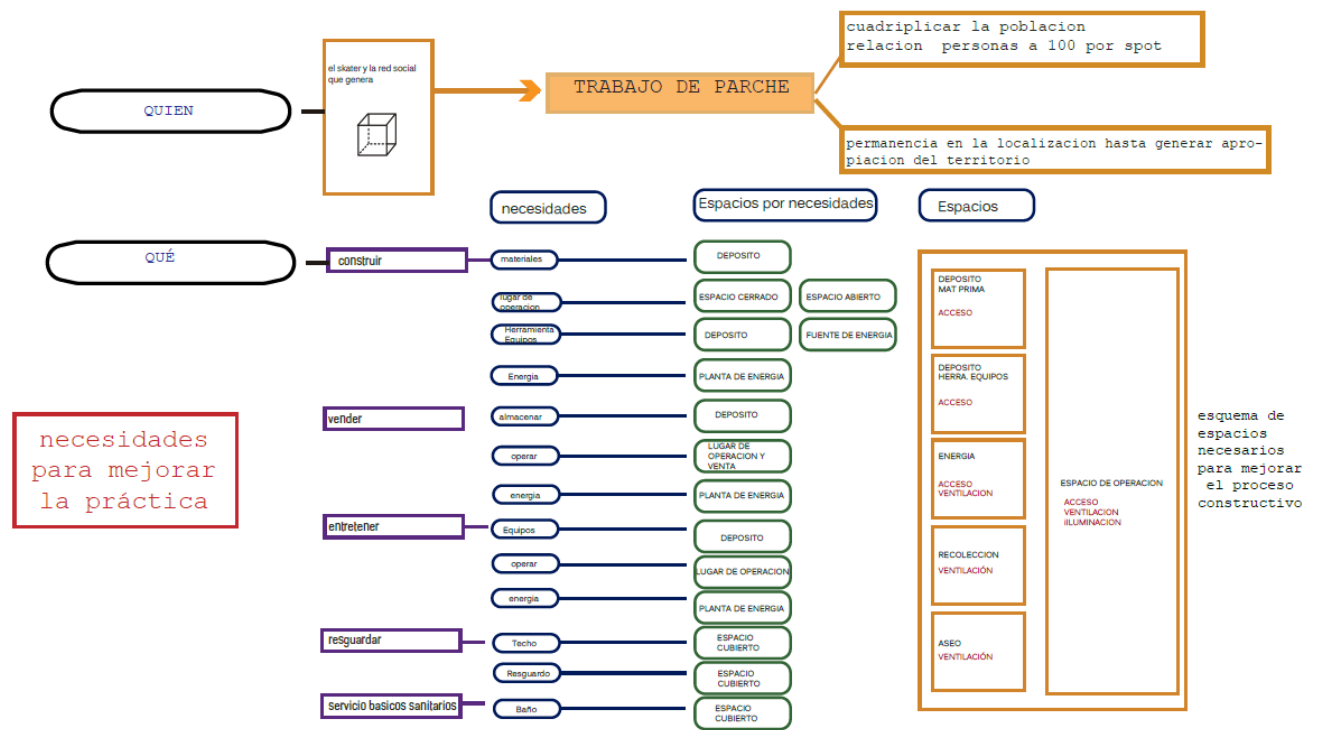 cuadriplicar la poblacion
relacion personas a 100 por spot
el skater y la red social
que genera
TRABAJO DE PARCHE
QUIEN
permanencia en la localizacion hasta generar apro-
piacion del territorio
necesidades
Espacios por necesidades
Espacios
QUÉ
construir
materiales
DEPOSITO
lugar de
operacion
ESPACIO CERRADO
ESPACIO ABIERTO
Herramienta
Equipos
DEPOSITO
FUENTE DE ENERGIA
Energia
PLANTA DE ENERGIA
vender
almacenar
DEPOSITO
operar
LUGAR DE
OPERACION Y
VENTA
energia
PLANTA DE ENERGIA
entretener
Equipos
DEPOSITO
operar
LUGAR DE OPERACION
energia
PLANTA DE ENERGIA
resguardar
Techo
ESPACIO
CUBIERTO
Resguardo
ESPACIO
CUBIERTO
servicio basicos sanitarios
Baño
ESPACIO
CUBIERTO
necesidades
para mejorar
la práctica
DEPOSITO
MAT PRIMA
ACCESO
DEPOSITO
HERRA. EQUIPOS
ACCESO
ENERGIA
ACCESO
VENTILACION
RECOLECCION
VENTILACIÓN
ASEO
VENTILACIÓN
ESPACIO DE OPERACION
ACCESO
VENTILACION
iILUMINACION
esquema de
espacios
necesarios
para mejorar
el proceso
constructivo